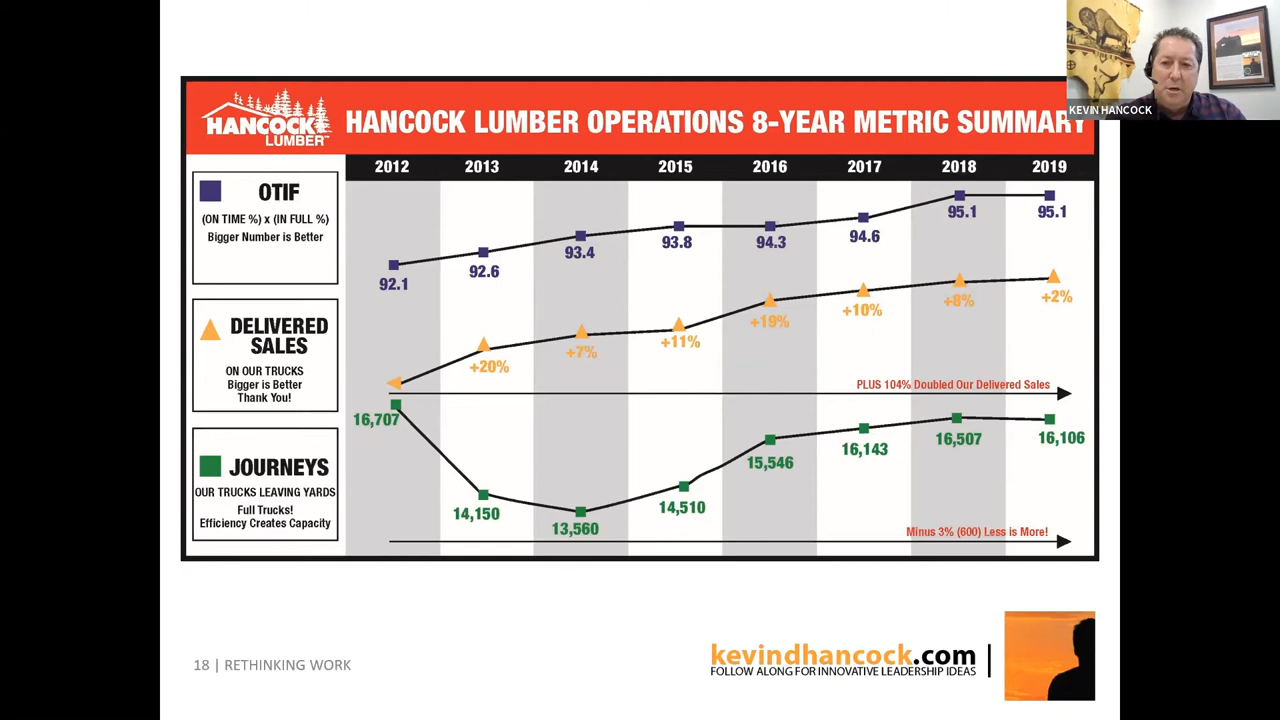 KEVIN HANCOCK
HANCOCK
LUMBER
HANCOCK LUMBER OPERATIONS 8-YEAR METRIC SUMMARY
2012 2013 2014 2015 2016 2017 2018 2019
OTIF
(ON TIME %) x (IN FULL %)
Bigger Number is Better
92.1 92.6 93.4 93.8 94.3 94.6 95.1 95.1
DELIVERED
SALES
ON OUR TRUCKS
Bigger is Better
Thank You!
+20% +7% +11% +19% +10% +8% +2%
PLUS 104% Doubled Our Delivered Sales
JOURNEYS
OUR TRUCKS LEAVING YARDS
Full Trucks!
Efficiency Creates Capacity
16,707 14,150 13,560 14,510 15,546 16,143 16,507 16,106
Minus 3% (600) Less is More!
18 | RETHINKING WORK
kevindhancock.com
FOLLOW ALONG FOR INNOVATIVE LEADERSHIP IDEAS